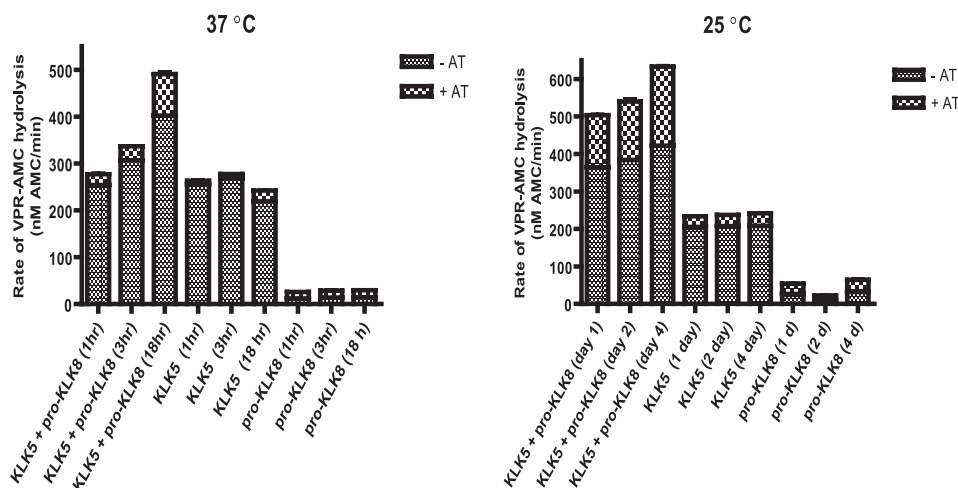 37 °C
Rate of VPR-AMC hydrolysis
(nM AMC/min)
500
400
300
200
100
0
- AT
+ AT
KLK5 + pro-KLK8 (1hr)
KLK5 + pro-KLK8 (3hr)
KLK5 + pro-KLK8 (18hr)
KLK5 (1hr)
KLK5 (3hr)
KLK5 (18 hr)
pro-KLK8 (1hr)
pro-KLK8 (3hr)
pro-KLK8 (18 h)
25 °C
Rate of VPR-AMC hydrolysis
(nM AMC/min)
600
500
400
300
200
100
0
- AT
+ AT
KLK5 + pro-KLK8 (day 1)
KLK5 + pro-KLK8 (day 2)
KLK5 + pro-KLK8 (day 4)
KLK5 (1 day)
KLK5 (2 day)
KLK5 (4 day)
pro-KLK8 (1 d)
pro-KLK8 (2 d)
pro-KLK8 (4 d)